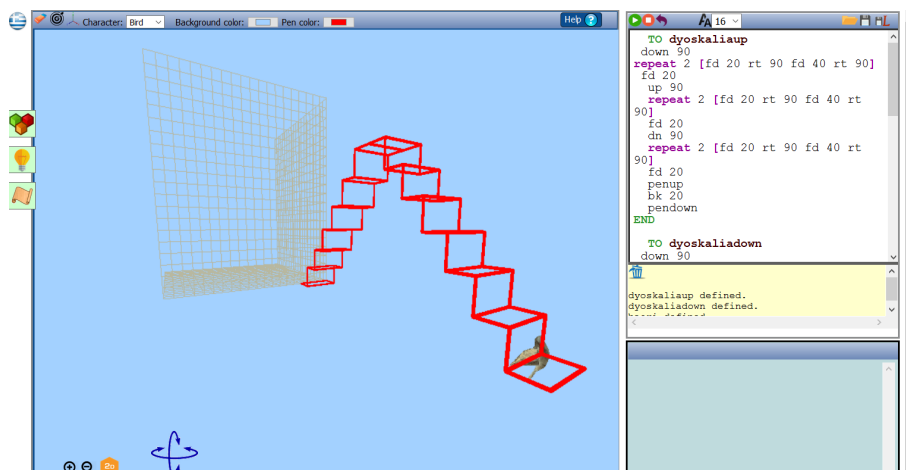 Character: Bird Background color: Pen color: Help ?
16
TO dyoskaliaup
down 90
repeat 2 [fd 20 rt 90 fd 40 rt 90]
fd 20
up 90
repeat 2 [fd 20 rt 90 fd 40 rt
90]
fd 20
dn 90
repeat 2 [fd 20 rt 90 fd 40 rt
90]
fd 20
penup
bk 20
pendown
END
TO dyoskaliadown
down 90
dyoskaliaup defined.
dyoskaliadown defined.